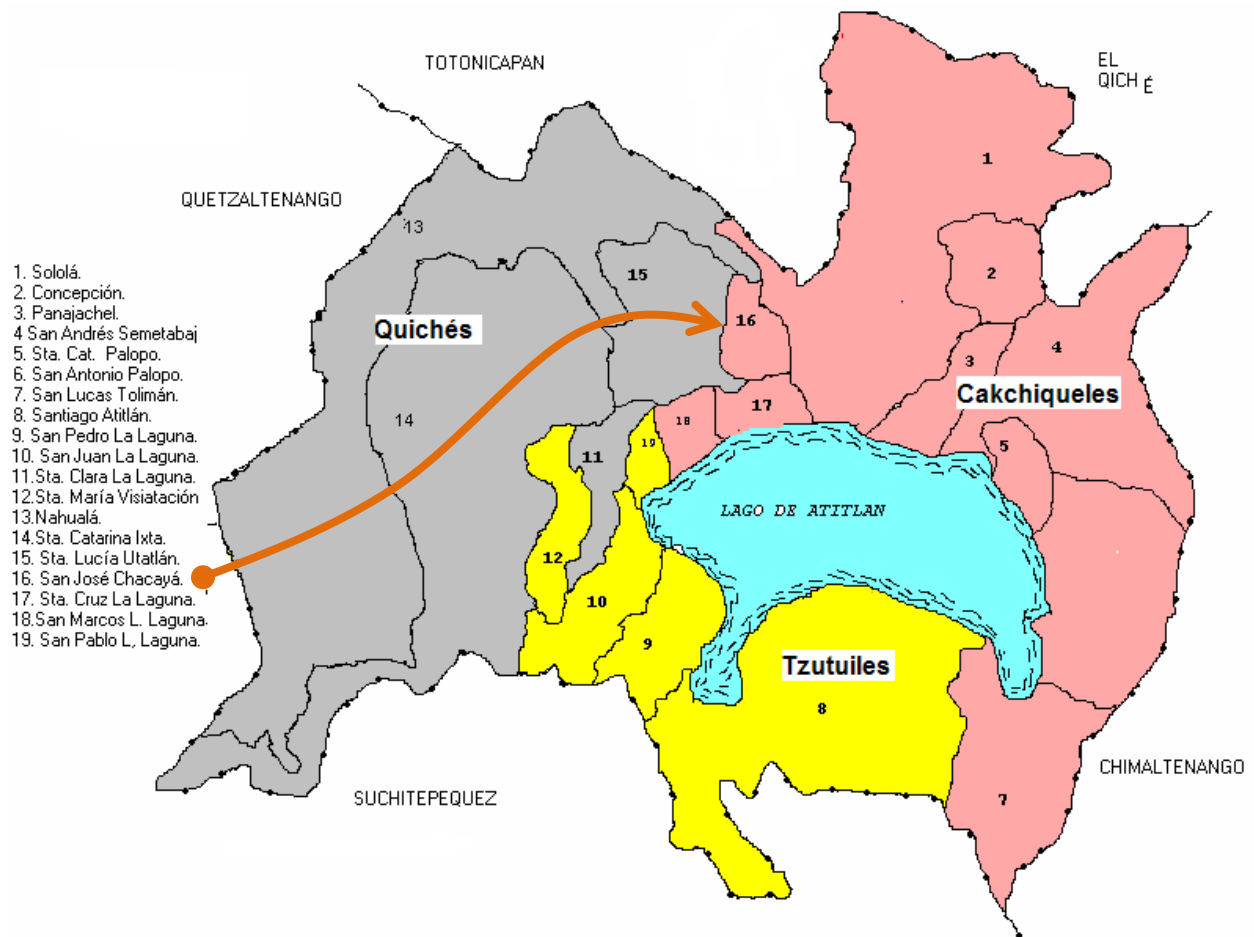 TOTONICAPAN
EL
QICH É
QUETZALTENANGO
1. Sololá.
2. Concepción.
3. Panajachel.
4 San Andrés Semetabaj
5. Sta. Cat. Palopo.
6. San Antonio Palopo.
7. San Lucas Tolimán.
8. Santiago Atitlán.
9. San Pedro La Laguna.
10. San Juan La Laguna.
11.Sta. Clara La Laguna.
12.Sta. María Visiatación
13.Nahualá.
14.Sta. Catarina Ixta.
15. Sta. Lucía Utatlán.
16. San José Chacayá.
17. Sta. Cruz La Laguna.
18.San Marcos L. Laguna.
19. San Pablo L, Laguna.
1
13
15
2
16
Quichés
4
3
Cakchiqueles
17
14
18
19
5
11
LAGO DE ATITLAN
12
10
9
Tzutuiles
8
CHIMALTENANGO
SUCHITEPEQUEZ
7